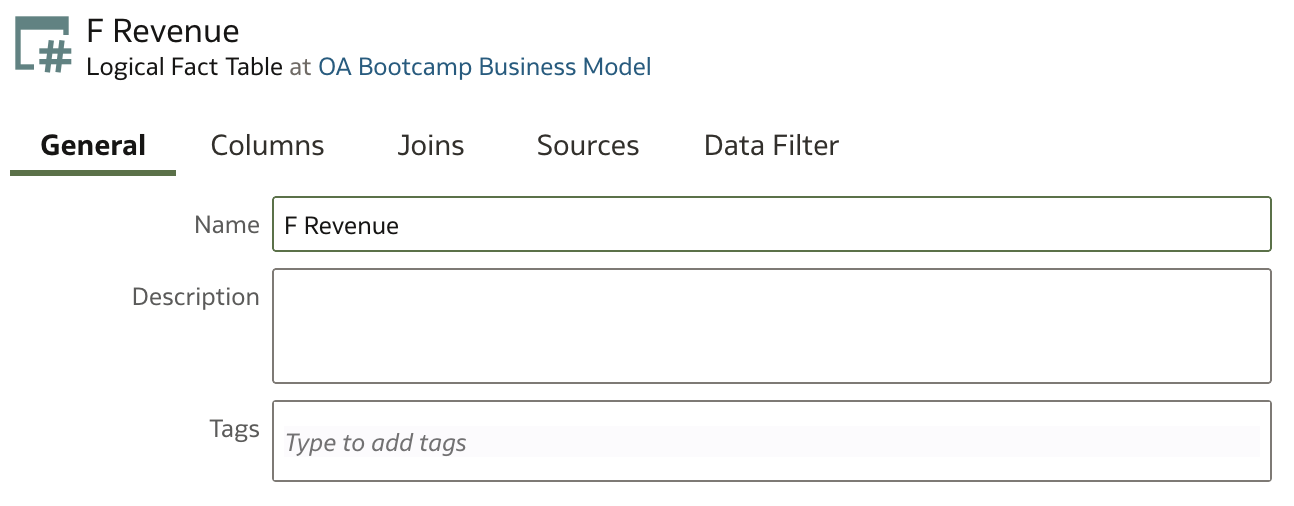 F Revenue
Logical Fact Table at OA Bootcamp Business Model
General Columns Joins Sources Data Filter
Name F Revenue
Description
Tags Type to add tags